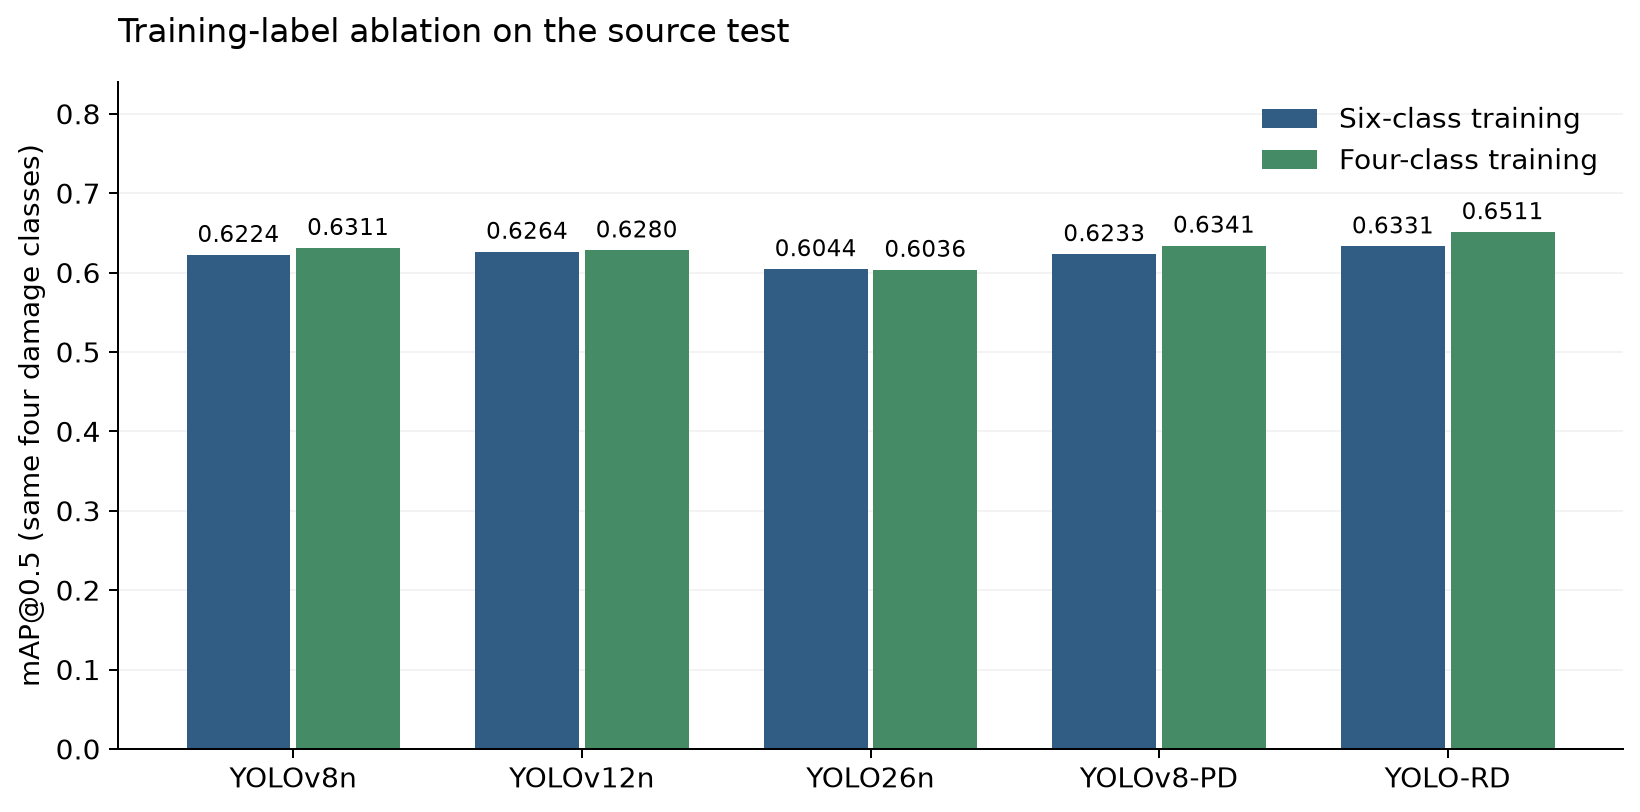 Training-label ablation on the source test
mAP@0.5 (same four damage classes)
0.8
0.7
0.6
0.5
0.4
0.3
0.2
0.1
0.0
Six-class training
Four-class training
0.6224
0.6311
0.6264
0.6280
0.6044
0.6036
0.6233
0.6341
0.6331
0.6511
YOLOv8n
YOLOv12n
YOLO26n
YOLOv8-PD
YOLO-RD